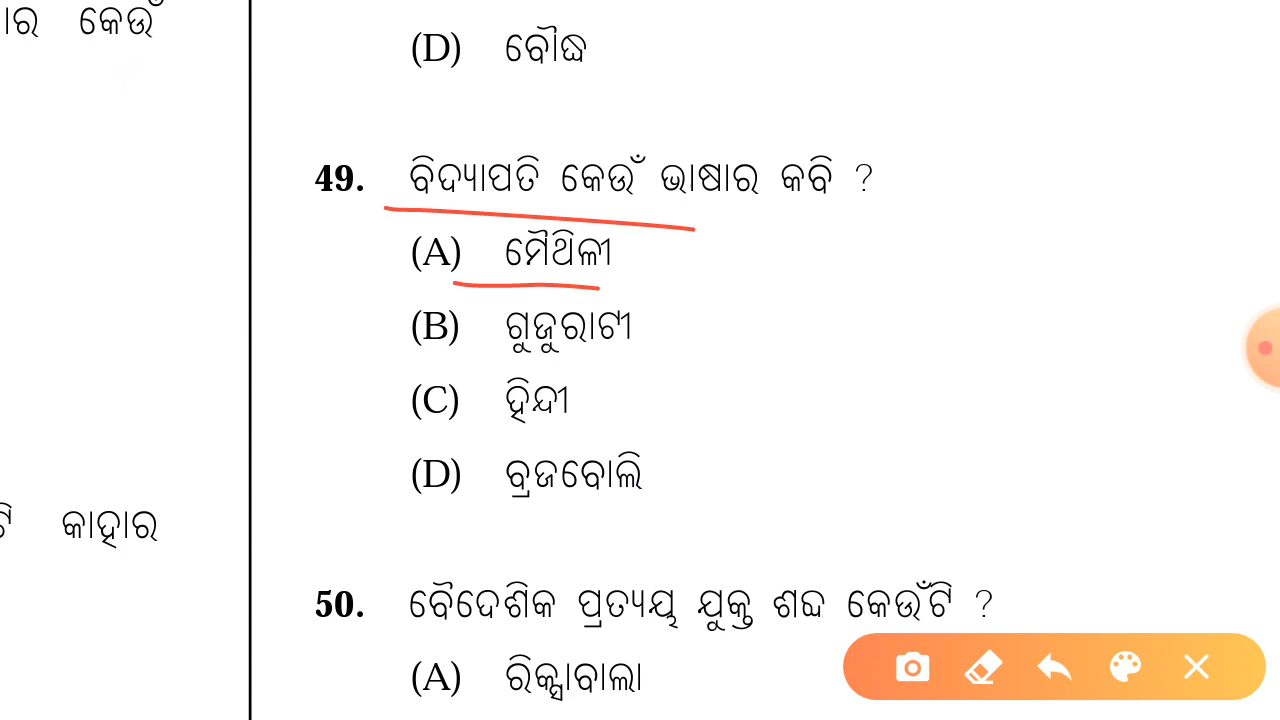 ାର କେଉଁ
ଟି କାହାର
(D) ବୌଦ୍ଧ
49. ବିଦ୍ୟାପତି କେଉଁ ଭାଷାର କବି ?
(A) ମୈଥିଳୀ
(B) ଗୁଜୁରାଟୀ
(C) ହିନ୍ଦୀ
(D) ବ୍ରଜବୋଲି
50. ବୈଦେଶିକ ପ୍ରତ୍ୟୟ ଯୁକ୍ତ ଶବ୍ଦ କେଉଁଟି ?
(A) ରିକ୍ସାବାଲା